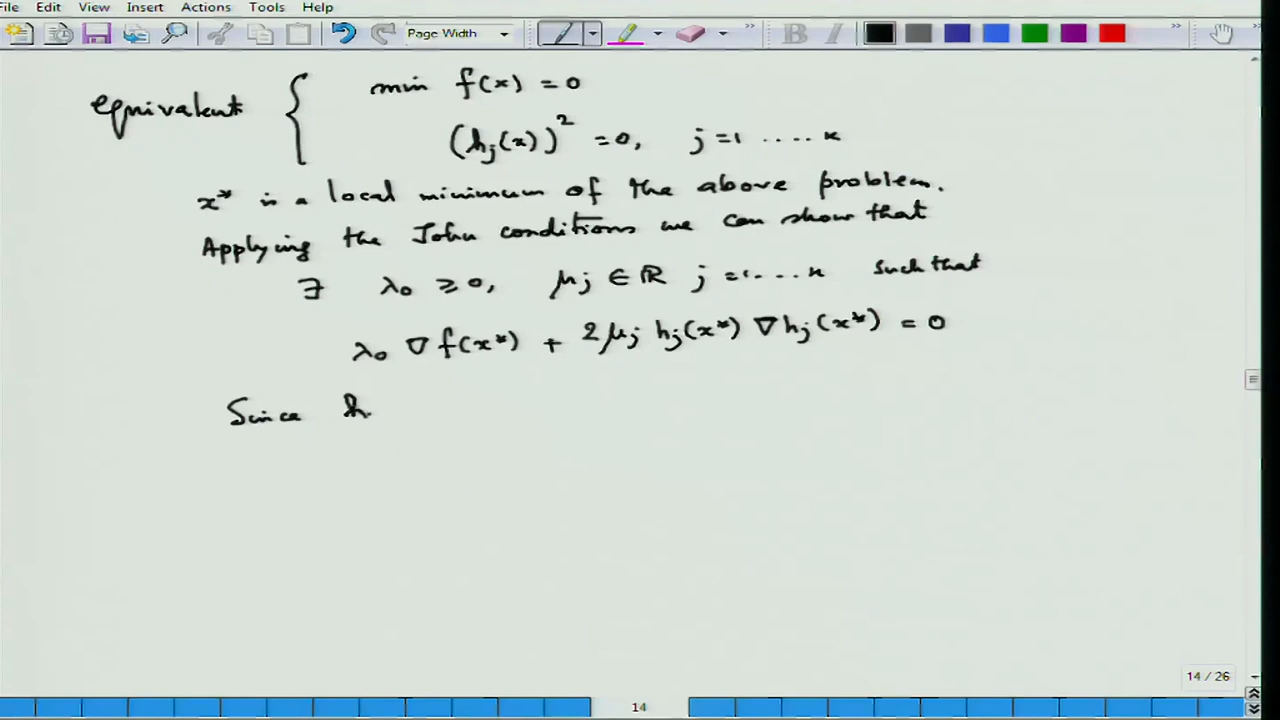 File Edit View Insert Actions Tools Help
Page Width
equivalent { min f(x) = 0
(hj(x))² = 0, j = 1 .... k
x* is a local minimum of the above problem.
Applying the John conditions we can show that
∃ λ₀ ≥ 0, μj ∈ ℝ j = 1 .... k such that
λ₀ ∇f(x*) + 2μj hj(x*) ∇hj(x*) = 0
Since h
14 / 26
14